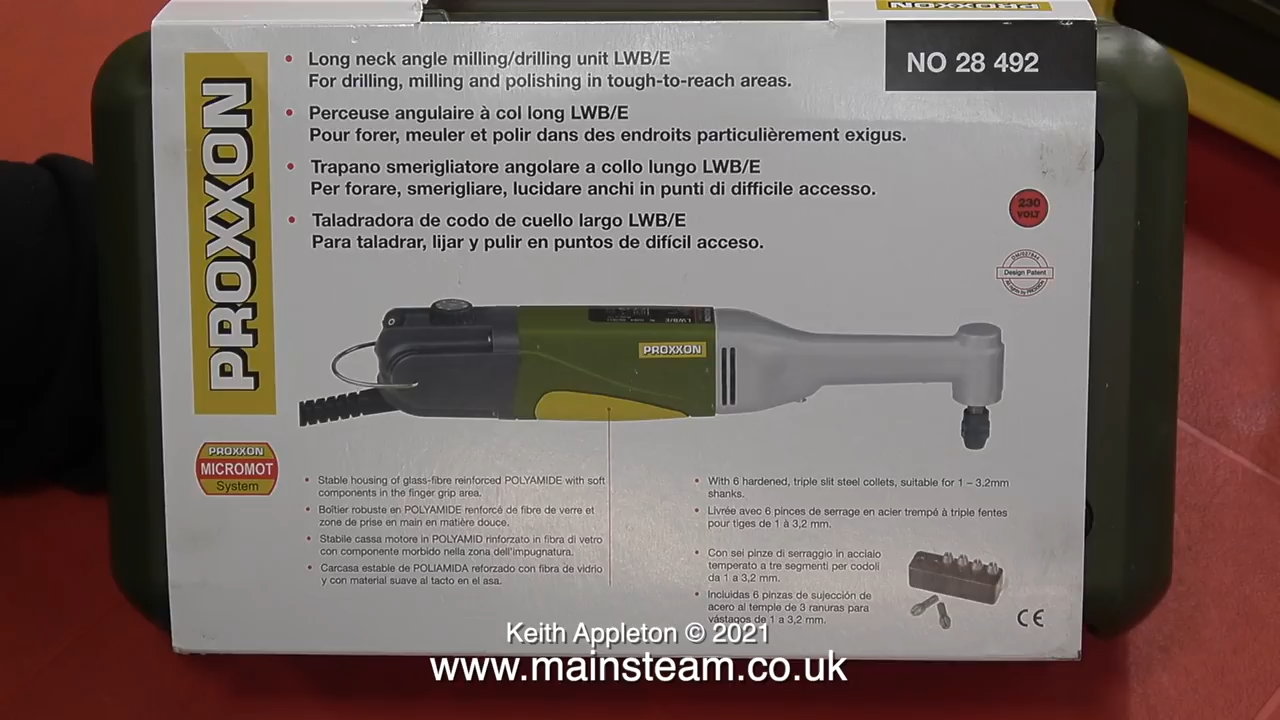 PROXXON
NO 28 492
PROXXON
Long neck angle milling/drilling unit LWB/E
For drilling, milling and polishing in tough-to-reach areas.
Perceuse angulaire à col long LWB/E
Pour forer, meuler et polir dans des endroits particulièrement exigus.
Trapano smerigliatore angolare a collo lungo LWB/E
Per forare, smerigliare, lucidare anchi in punti di difficile accesso.
Taladradora de codo de cuello largo LWB/E
Para taladrar, lijar y pulir en puntos de difícil acceso.
230
VOLT
Design Patent
LWB/E
PROXXON
PROXXON
MICROMOT
System
Stable housing of glass-fibre reinforced POLYAMIDE with soft
components in the finger grip area.
Boîtier robuste en POLYAMIDE renforcé de fibre de verre et
zone de prise en main en matière douce.
Stabile cassa motore in POLYAMID rinforzato in fibra di vetro
con componente morbido nella zona dell'impugnatura.
Carcasa estable de POLIAMIDA reforzado con fibra de vidrio
y con material suave al tacto en el asa.
With 6 hardened, triple slit steel collets, suitable for 1 – 3.2mm
shanks.
Livrée avec 6 pinces de serrage en acier trempé à triple fentes
pour tiges de 1 à 3,2 mm.
Con sei pinze di serraggio in acciaio
temperato a tre segmenti per codoli
da 1 a 3,2 mm.
Incluidas 6 pinzas de sujección de
acero al temple de 3 ranuras para
vástagos de 1 a 3,2 mm.
CE
Keith Appleton © 2021
www.mainsteam.co.uk